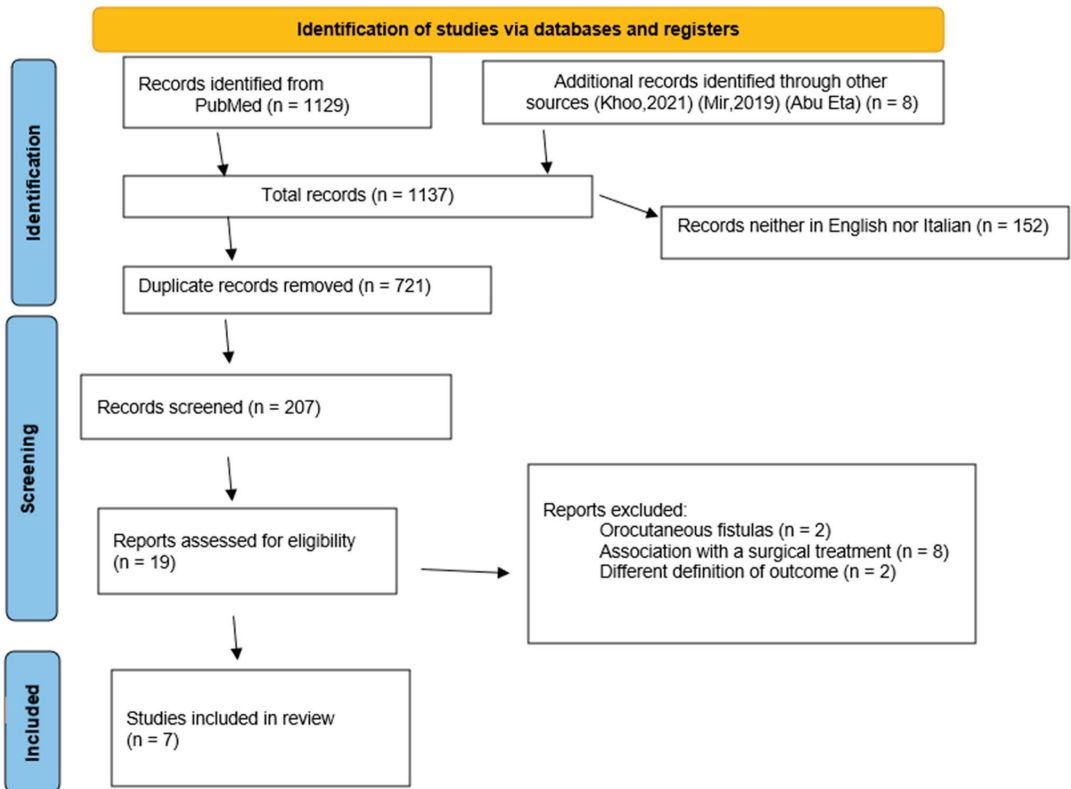 Identification of studies via databases and registers
Identification
Records identified from
PubMed (n = 1129)
Additional records identified through other
sources (Khoo,2021) (Mir,2019) (Abu Eta) (n = 8)
Total records (n = 1137)
Records neither in English nor Italian (n = 152)
Duplicate records removed (n = 721)
Screening
Records screened (n = 207)
Reports assessed for eligibility
(n = 19)
Reports excluded:
Orocutaneous fistulas (n = 2)
Association with a surgical treatment (n = 8)
Different definition of outcome (n = 2)
Included
Studies included in review
(n = 7)